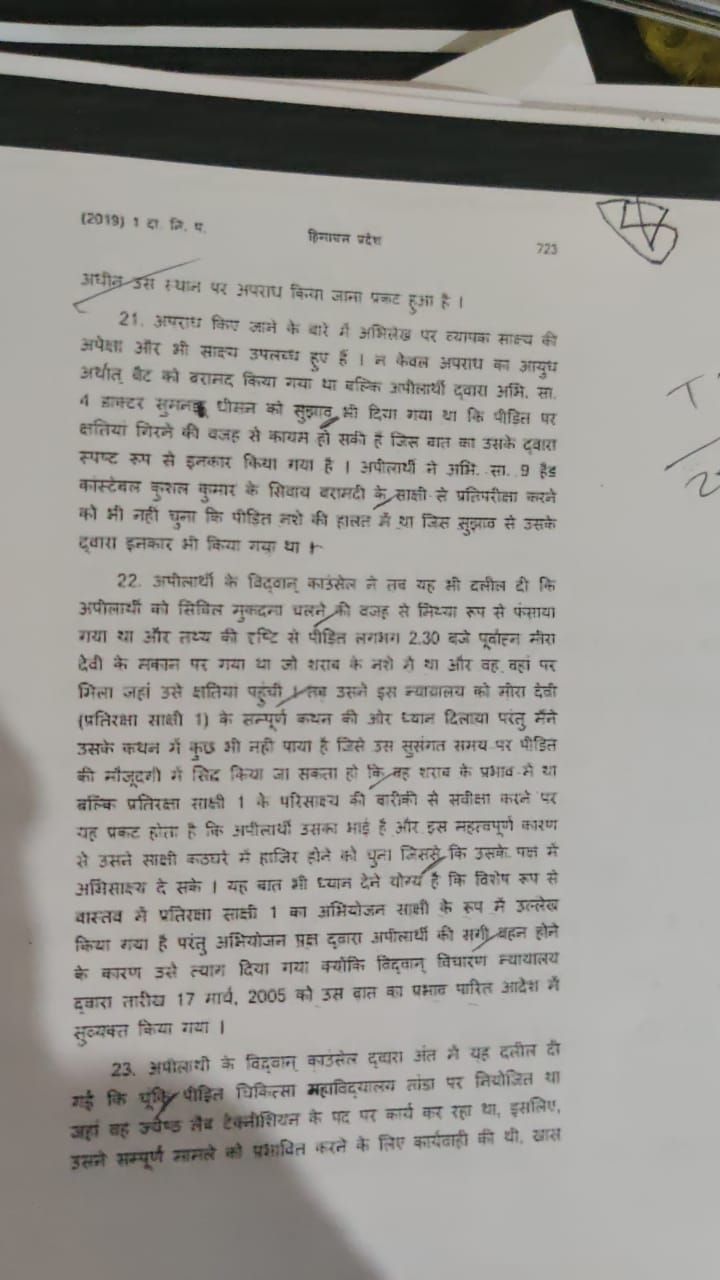 (2019) 1 दा. नि. प. हिमाचल प्रदेश 723
अधीन उस स्थान पर अपराध किया जाना प्रकट हुआ है ।
21. अपराध किए जाने के बारे में अभिलेख पर व्यापक साक्ष्य की
अपेक्षा और भी साक्ष्य उपलब्ध हुए हैं । न केवल अपराध का आयुध
अर्थात् बैट को बरामद किया गया था बल्कि अपीलार्थी द्वारा अभि. सा.
4 डाक्टर सुमन धीमन को सुझाव भी दिया गया था कि पीड़ित पर
क्षतियां गिरने की वजह से कायम हो सकी हैं जिस बात का उसके द्वारा
स्पष्ट रूप से इनकार किया गया है । अपीलार्थी ने अभि. सा. 9 हैड
कांस्टेबल कुशल कुमार के सिवाय बरामदी के साक्षी से प्रतिपरीक्षा करने
को भी नहीं चुना कि पीड़ित नशे की हालत में था जिस सुझाव से उसके
द्वारा इनकार भी किया गया था ।
22. अपीलार्थी के विद्वान् काउंसेल ने तब यह भी दलील दी कि
अपीलार्थी को सिविल मुकदमा चलने की वजह से मिथ्या रूप से फंसाया
गया था और तथ्य की दृष्टि से पीड़ित लगभग 2.30 बजे पूर्वाह्न मीरा
देवी के मकान पर गया था जो शराब के नशे में था और वह वहां पर
मिला जहां उसे क्षतियां पहुंची । तब उसने इस न्यायालय को मीरा देवी
(प्रतिरक्षा साक्षी 1) के सम्पूर्ण कथन की ओर ध्यान दिलाया परंतु मैंने
उसके कथन में कुछ भी नहीं पाया है जिसे उस सुसंगत समय पर पीड़ित
की मौजूदगी में सिद्ध किया जा सकता हो कि वह शराब के प्रभाव में था
बल्कि प्रतिरक्षा साक्षी 1 के परिसाक्ष्य की बारीकी से समीक्षा करने पर
यह प्रकट होता है कि अपीलार्थी उसका भाई है और इस महत्वपूर्ण कारण
से उसने साक्षी कठघरे में हाजिर होने को चुना जिससे कि उसके पक्ष में
अभिसाक्ष्य दे सके । यह बात भी ध्यान देने योग्य है कि विशेष रूप से
वास्तव में प्रतिरक्षा साक्षी 1 का अभियोजन साक्षी के रूप में उल्लेख
किया गया है परंतु अभियोजन पक्ष द्वारा अपीलार्थी की सगी बहन होने
के कारण उसे त्याग दिया गया क्योंकि विद्वान् विचारण न्यायालय
द्वारा तारीख 17 मार्च, 2005 को उस बात का प्रभाव पारित आदेश में
सुव्यक्त किया गया ।
23. अपीलार्थी के विद्वान् काउंसेल द्वारा अंत में यह दलील दी
गई कि चूंकि पीड़ित चिकित्सा महाविद्यालय तांडा पर नियोजित था
जहां वह ज्येष्ठ लैब टेक्नीशियन के पद पर कार्य कर रहा था, इसलिए,
उसने सम्पूर्ण मामले को प्रभावित करने के लिए कार्यवाही की थी, खास